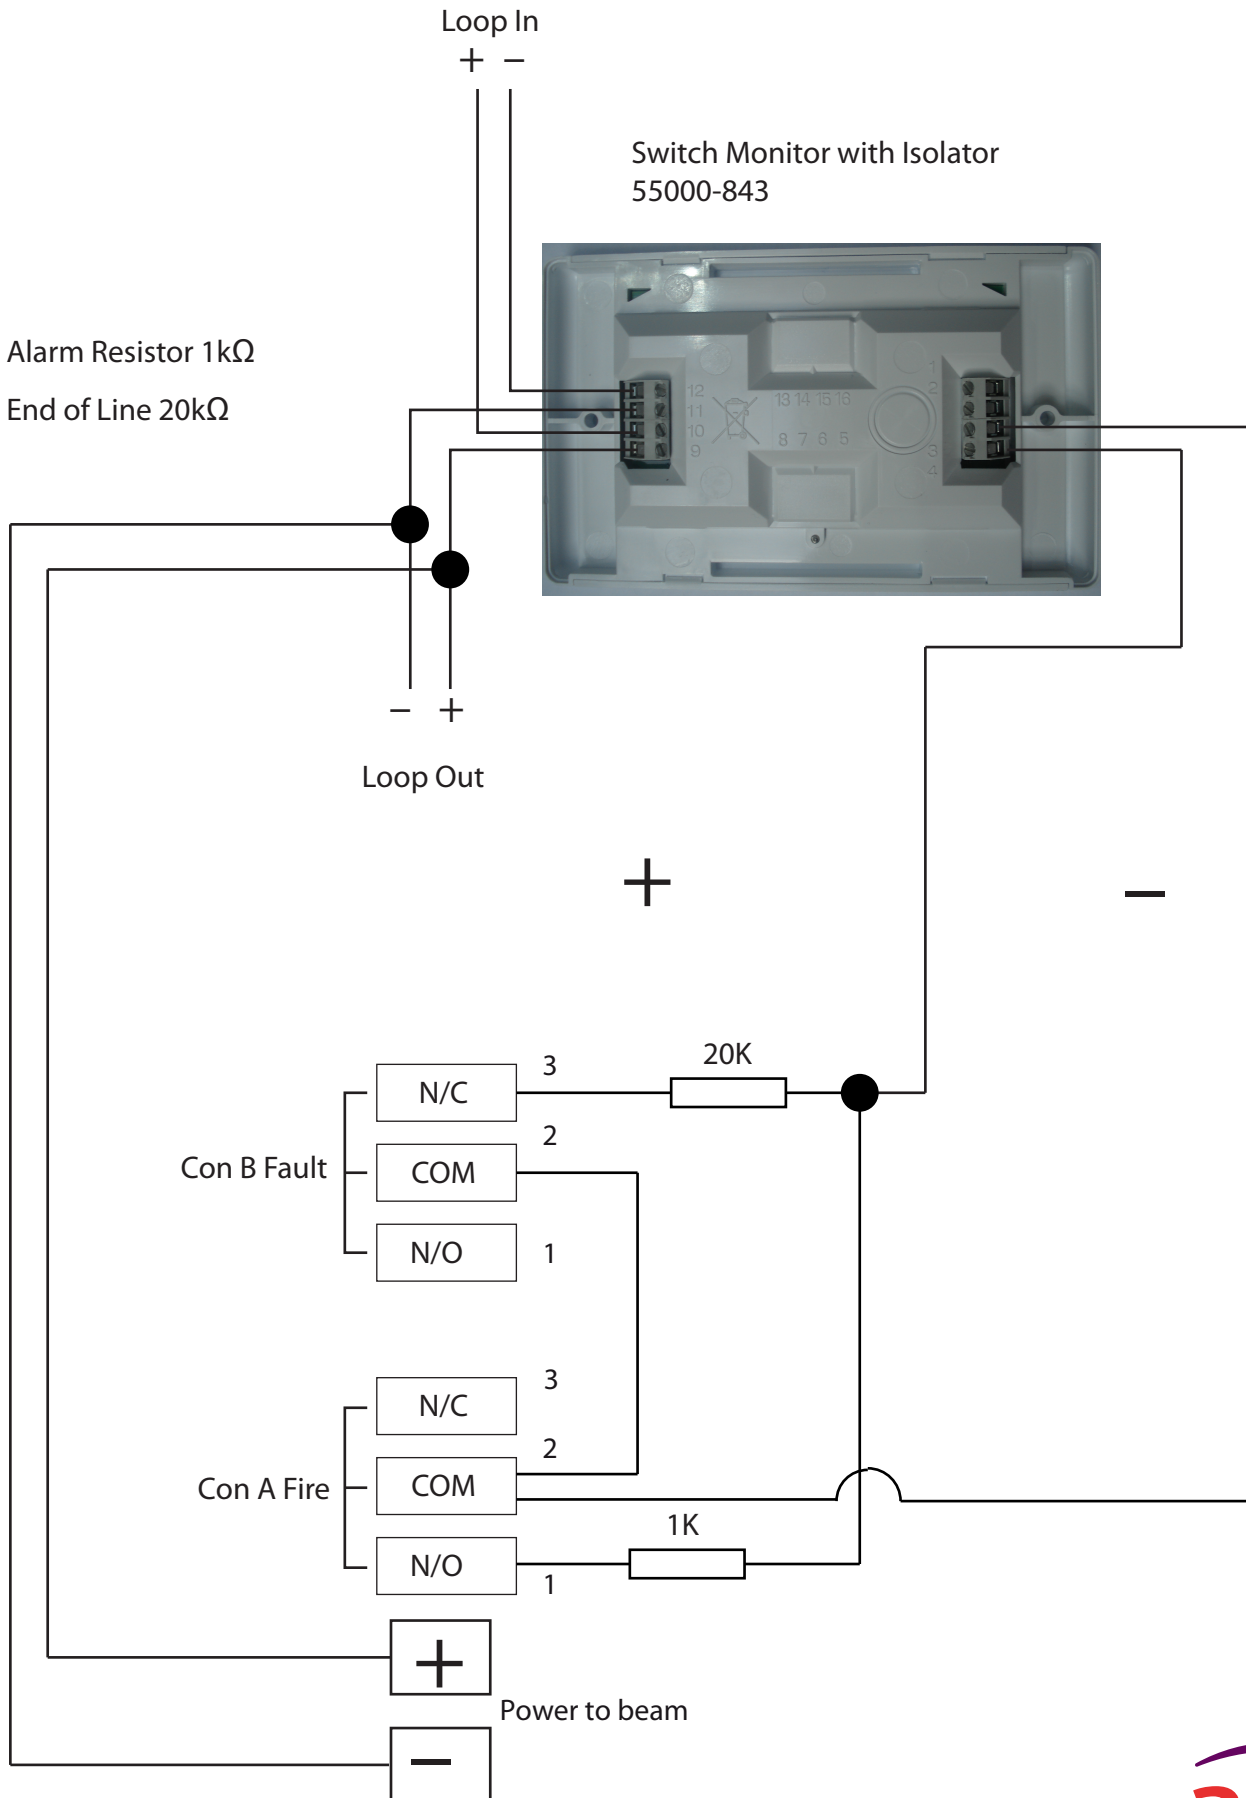 Loop In
+ −
Switch Monitor with Isolator
55000-843
Alarm Resistor 1kΩ
End of Line 20kΩ
12
11
10
9
13 14 15 16
8 7 6 5
1
2
3
4
− +
Loop Out
+ −
20K
3
N/C
2
Con B Fault
COM
N/O
1
3
N/C
2
Con A Fire
COM
1K
N/O
1
+
Power to beam
−